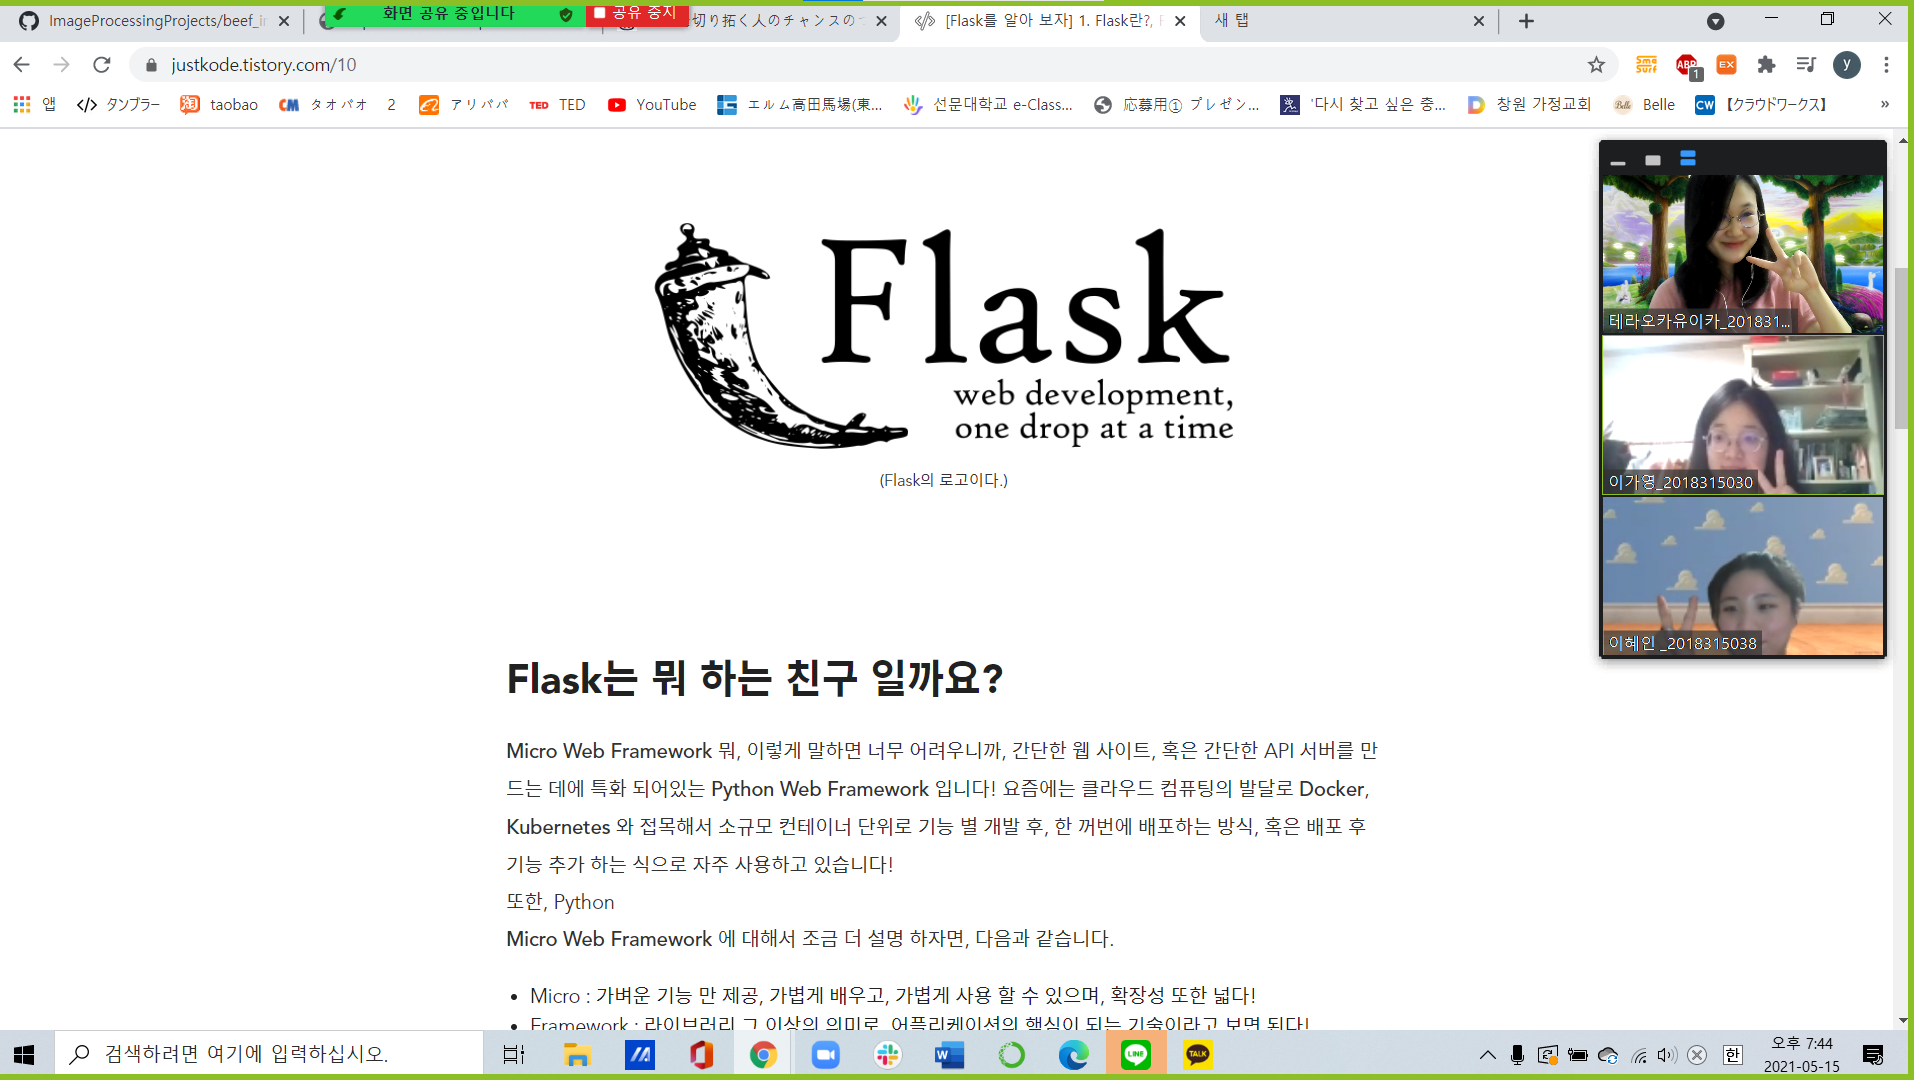 ImageProcessingProjects/beef_i
화면 공유 중입니다
공유 중지
切り拓く人のチャンスの
[Flask를 알아 보자] 1. Flask란?,
새 탭
justkode.tistory.com/10
1
y
앱
タンブラー
淘
taobao
CM
タオパオ 2
アリババ
TED
TED
YouTube
エルム高田馬場(東...
선문대학교 e-Class...
応募用① プレゼン...
'다시 찾고 싶은 중...
창원 가정교회
Belle
CW
【クラウドワークス】
»
Flask
web development,
one drop at a time
(Flask의 로고이다.)
테라오카유이카_201831...
이가영_2018315030
이혜인 _2018315038
Flask는 뭐 하는 친구 일까요?
Micro Web Framework 뭐, 이렇게 말하면 너무 어려우니까, 간단한 웹 사이트, 혹은 간단한 API 서버를 만
드는 데에 특화 되어있는 Python Web Framework 입니다! 요즘에는 클라우드 컴퓨팅의 발달로 Docker,
Kubernetes 와 접목해서 소규모 컨테이너 단위로 기능 별 개발 후, 한 꺼번에 배포하는 방식, 혹은 배포 후
기능 추가 하는 식으로 자주 사용하고 있습니다!
또한, Python
Micro Web Framework 에 대해서 조금 더 설명 하자면, 다음과 같습니다.
• Micro : 가벼운 기능 만 제공, 가볍게 배우고, 가볍게 사용 할 수 있으며, 확장성 또한 넓다!
• Framework : 라이브러리 그 이상의 의미로, 어플리케이션의 핵심이 되는 기술이라고 보면 된다!
검색하려면 여기에 입력하십시오.
LINE
TALK
한
오후 7:44
2021-05-15